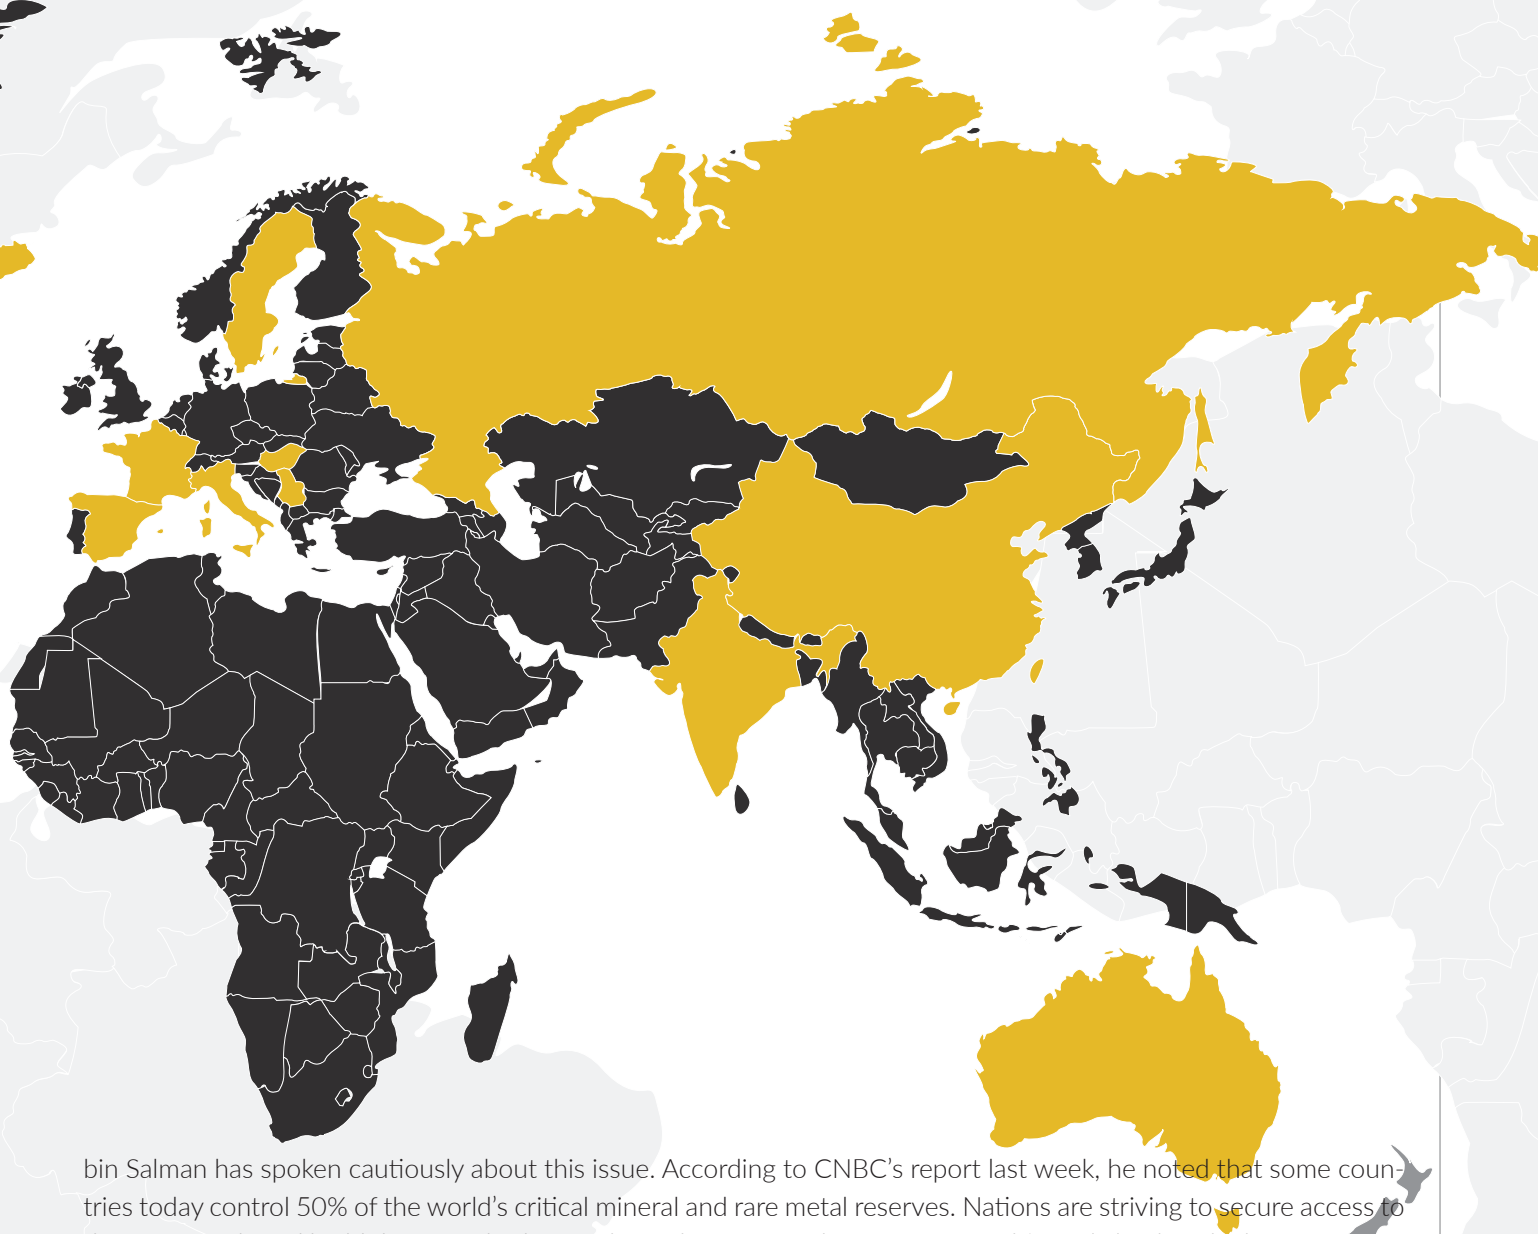 bin Salman has spoken cautiously about this issue. According to CNBC’s report last week, he noted that some coun-
tries today control 50% of the world’s critical mineral and rare metal reserves. Nations are striving to secure access to